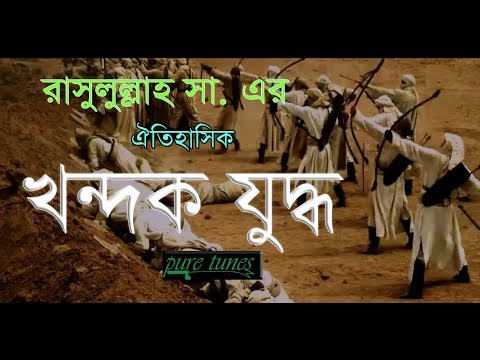 রাসুলুল্লাহ সা. এর
ঐতিহাসিক
খন্দক যুদ্ধ
pure tunes